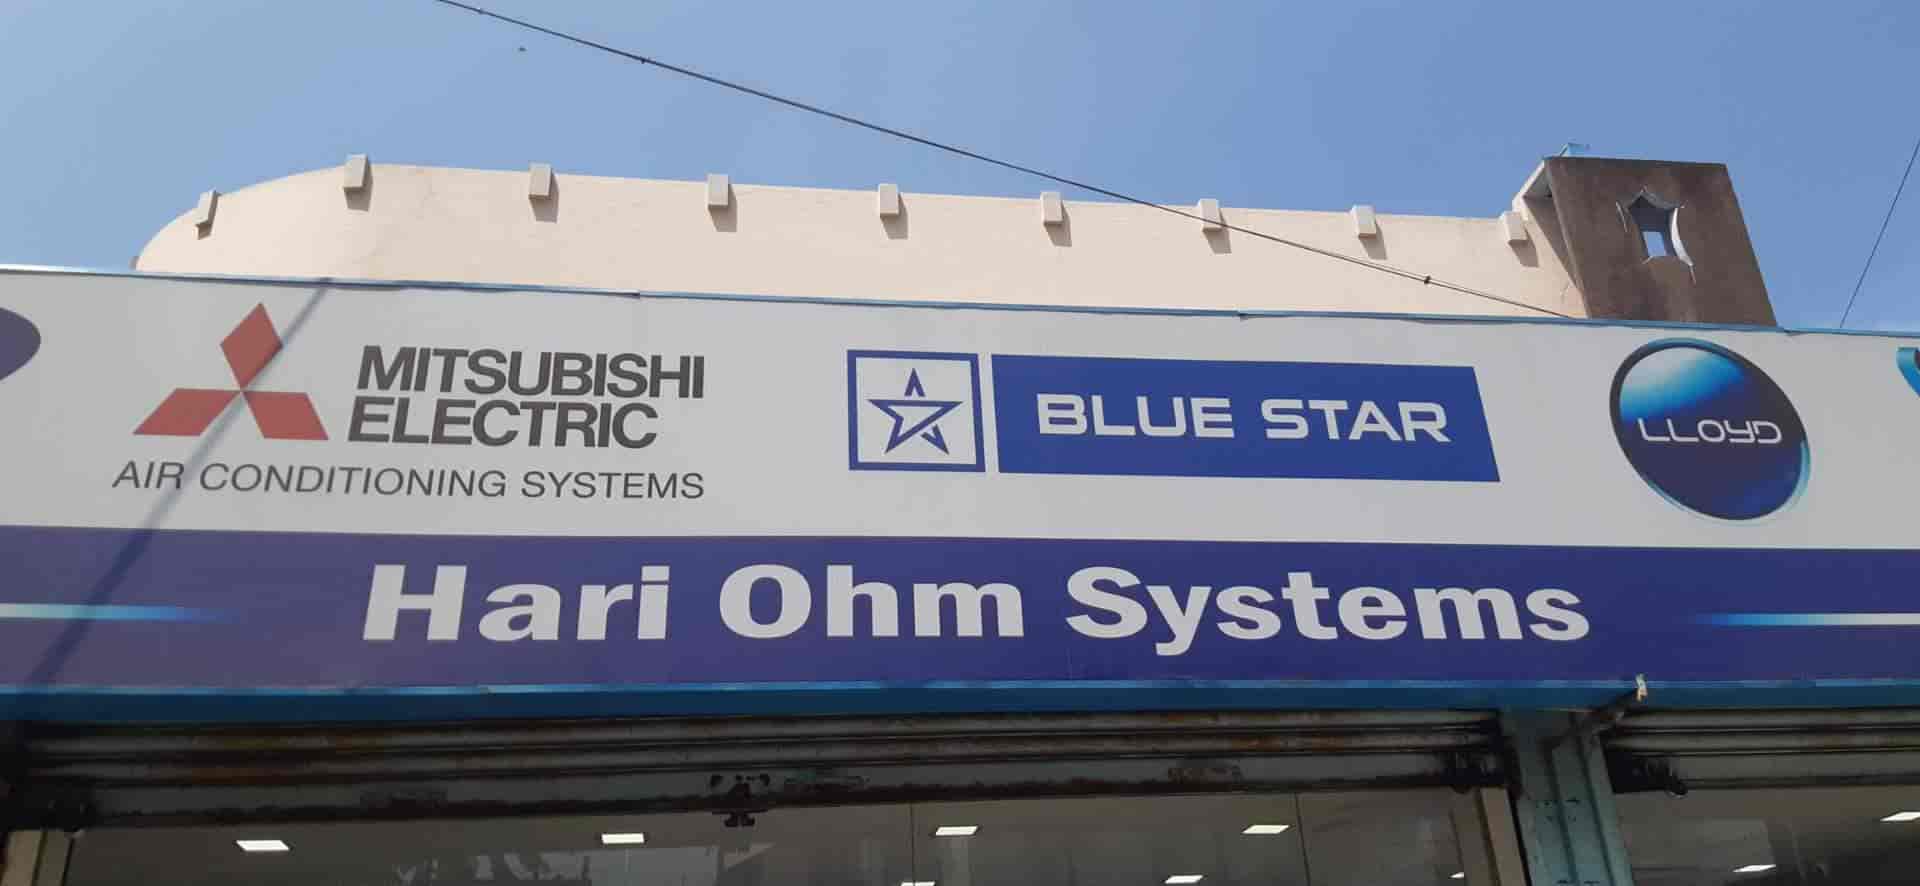 MITSUBISHI
ELECTRIC
AIR CONDITIONING SYSTEMS
BLUE STAR
LLOYD
Hari Ohm Systems